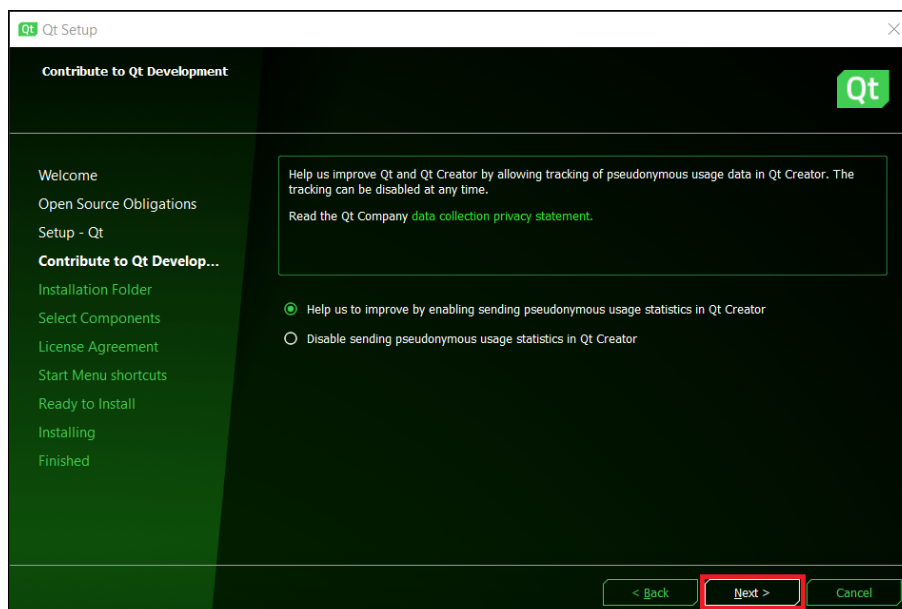 Qt Qt Setup
Contribute to Qt Development
Qt
Welcome
Open Source Obligations
Setup - Qt
Contribute to Qt Develop...
Installation Folder
Select Components
License Agreement
Start Menu shortcuts
Ready to Install
Installing
Finished
Help us improve Qt and Qt Creator by allowing tracking of pseudonymous usage data in Qt Creator. The
tracking can be disabled at any time.
Read the Qt Company data collection privacy statement.
Help us to improve by enabling sending pseudonymous usage statistics in Qt Creator
Disable sending pseudonymous usage statistics in Qt Creator
< Back
Next >
Cancel